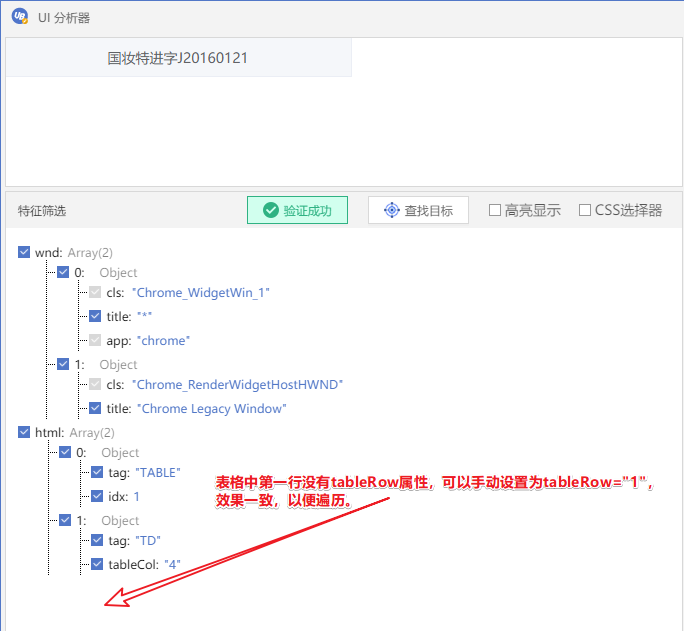 UB UI 分析器
国妆特进字J20160121
特征筛选 验证成功 查找目标 高亮显示 CSS选择器
wnd: Array(2)
0: Object
cls: "Chrome_WidgetWin_1"
title: "*"
app: "chrome"
1: Object
cls: "Chrome_RenderWidgetHostHWND"
title: "Chrome Legacy Window"
html: Array(2)
0: Object
tag: "TABLE"
idx: 1
1: Object
tag: "TD"
tableCol: "4"
表格中第一行没有tableRow属性，可以手动设置为tableRow="1"，
效果一致，以便遍历。